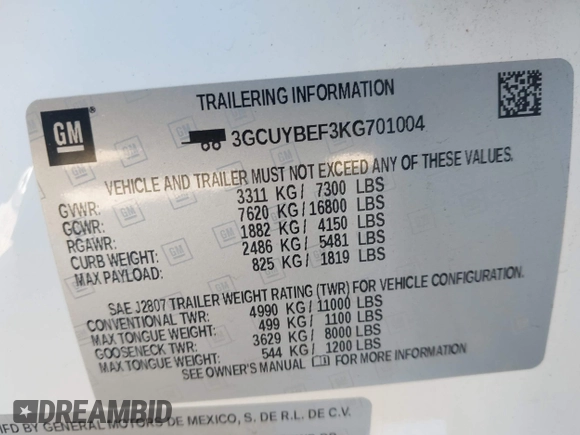 GM
TRAILERING INFORMATION
3GCUYBEF3KG701004
VEHICLE AND TRAILER MUST NOT EXCEED ANY OF THESE VALUES.
GVWR: 3311 KG / 7300 LBS
GCWR: 7620 KG / 16800 LBS
RGAWR: 1882 KG / 4150 LBS
CURB WEIGHT: 2486 KG / 5481 LBS
MAX PAYLOAD: 825 KG / 1819 LBS
SAE J2807 TRAILER WEIGHT RATING (TWR) FOR VEHICLE CONFIGURATION.
CONVENTIONAL TWR: 4990 KG / 11000 LBS
MAX TONGUE WEIGHT: 499 KG / 1100 LBS
GOOSENECK TWR: 3629 KG / 8000 LBS
MAX TONGUE WEIGHT: 544 KG / 1200 LBS
SEE OWNER'S MANUAL FOR MORE INFORMATION
MFD BY GENERAL MOTORS DE MEXICO, S. DE R.L. DE C.V.
DREAMBID